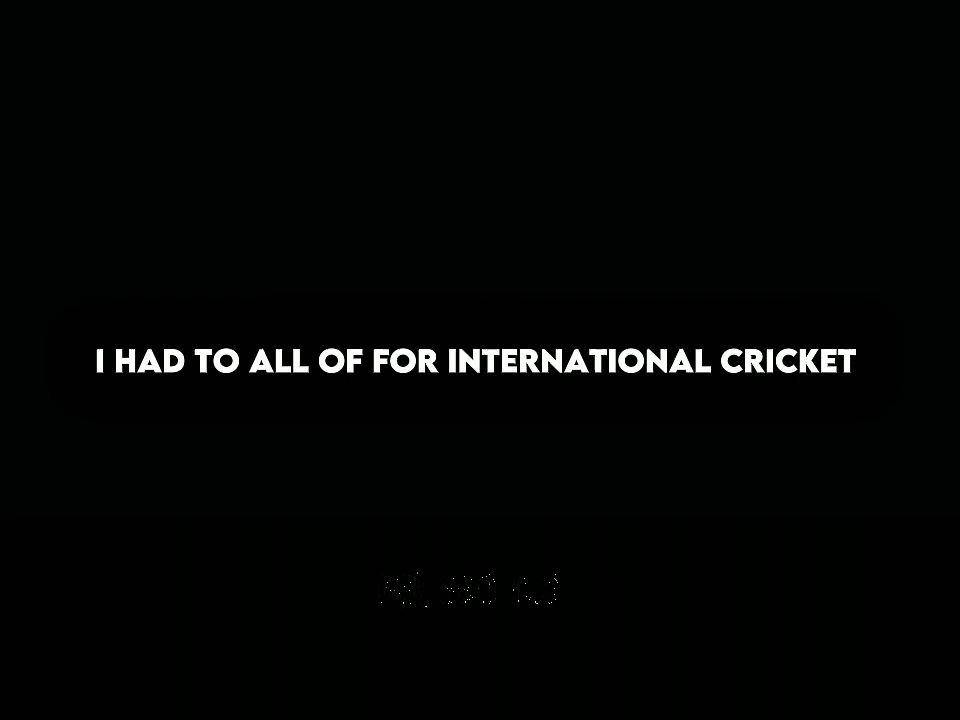 I HAD TO ALL OF FOR INTERNATIONAL CRICKET